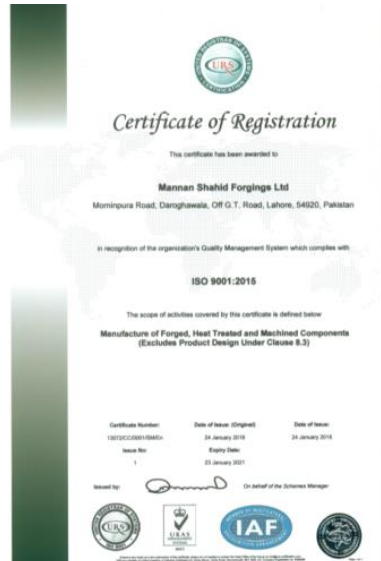 URS
Certificate of Registration
This certificate has been awarded to
Mannan Shahid Forgings Ltd
Mominpura Road, Daroghawala, Off G.T. Road, Lahore, 54920, Pakistan
in recognition of the organization's Quality Management System which complies with
ISO 9001:2015
The scope of activities covered by this certificate is defined below
Manufacture of Forged, Heat Treated and Machined Components
(Excludes Product Design Under Clause 8.3)
Certificate Number: Date of Issue: (Original) Date of Issue:
24 January 2018 24 January 2018
Issue No: Expiry Date:
1 23 January 2021
Issued by: On behalf of the Schemes Manager
URS UKAS IAF